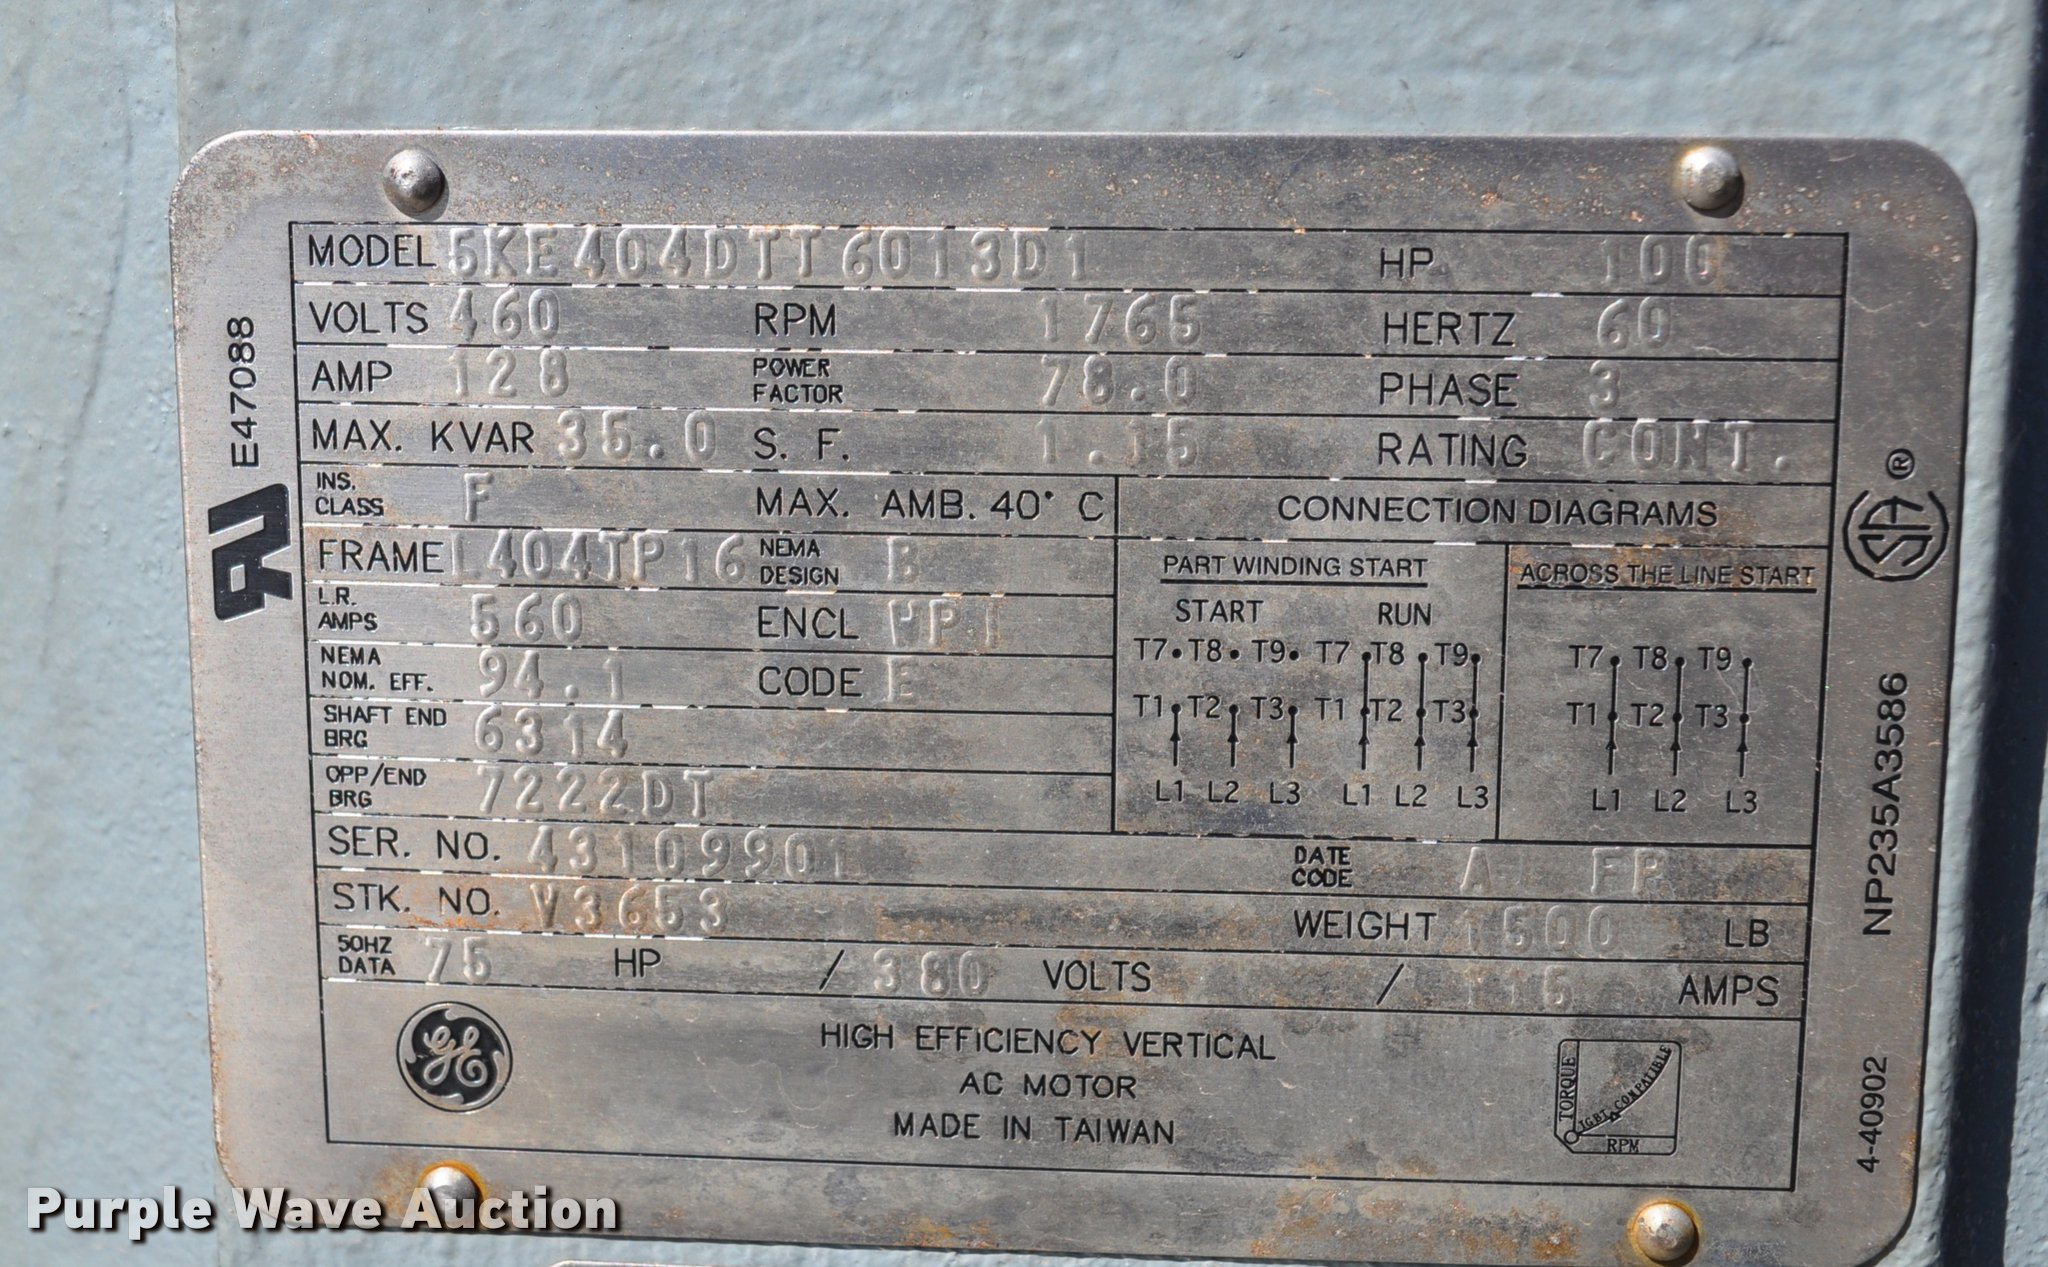 MODEL 5KE404DTT6013D1 HP 100
VOLTS 460 RPM 1765 HERTZ 60
AMP 128 POWER FACTOR 78.0 PHASE 3
MAX. KVAR 35.0 S. F. 1.15 RATING CONT.
INS. CLASS F MAX. AMB. 40° C CONNECTION DIAGRAMS
FRAME L404TP16 NEMA DESIGN B
PART WINDING START ACROSS THE LINE START
L.R. AMPS 560 ENCL WP1
START RUN
NEMA NOM. EFF. 94.1 CODE E
T7 T8 T9 T7 T8 T9 T7 T8 T9
SHAFT END BRG 6314
T1 T2 T3 T1 T2 T3 T1 T2 T3
OPP/END BRG 7222DT
L1 L2 L3 L1 L2 L3 L1 L2 L3
SER. NO. 43109901 DATE CODE A
STK. NO. V3653 WEIGHT 1500 LB
50HZ DATA 75 HP / 380 VOLTS / 115 AMPS
GE
HIGH EFFICIENCY VERTICAL
AC MOTOR
MADE IN TAIWAN
TORQUE
IGBT COMPATIBLE
RPM
E47088
SA®
NP235A3586
4-40902
Purple Wave Auction